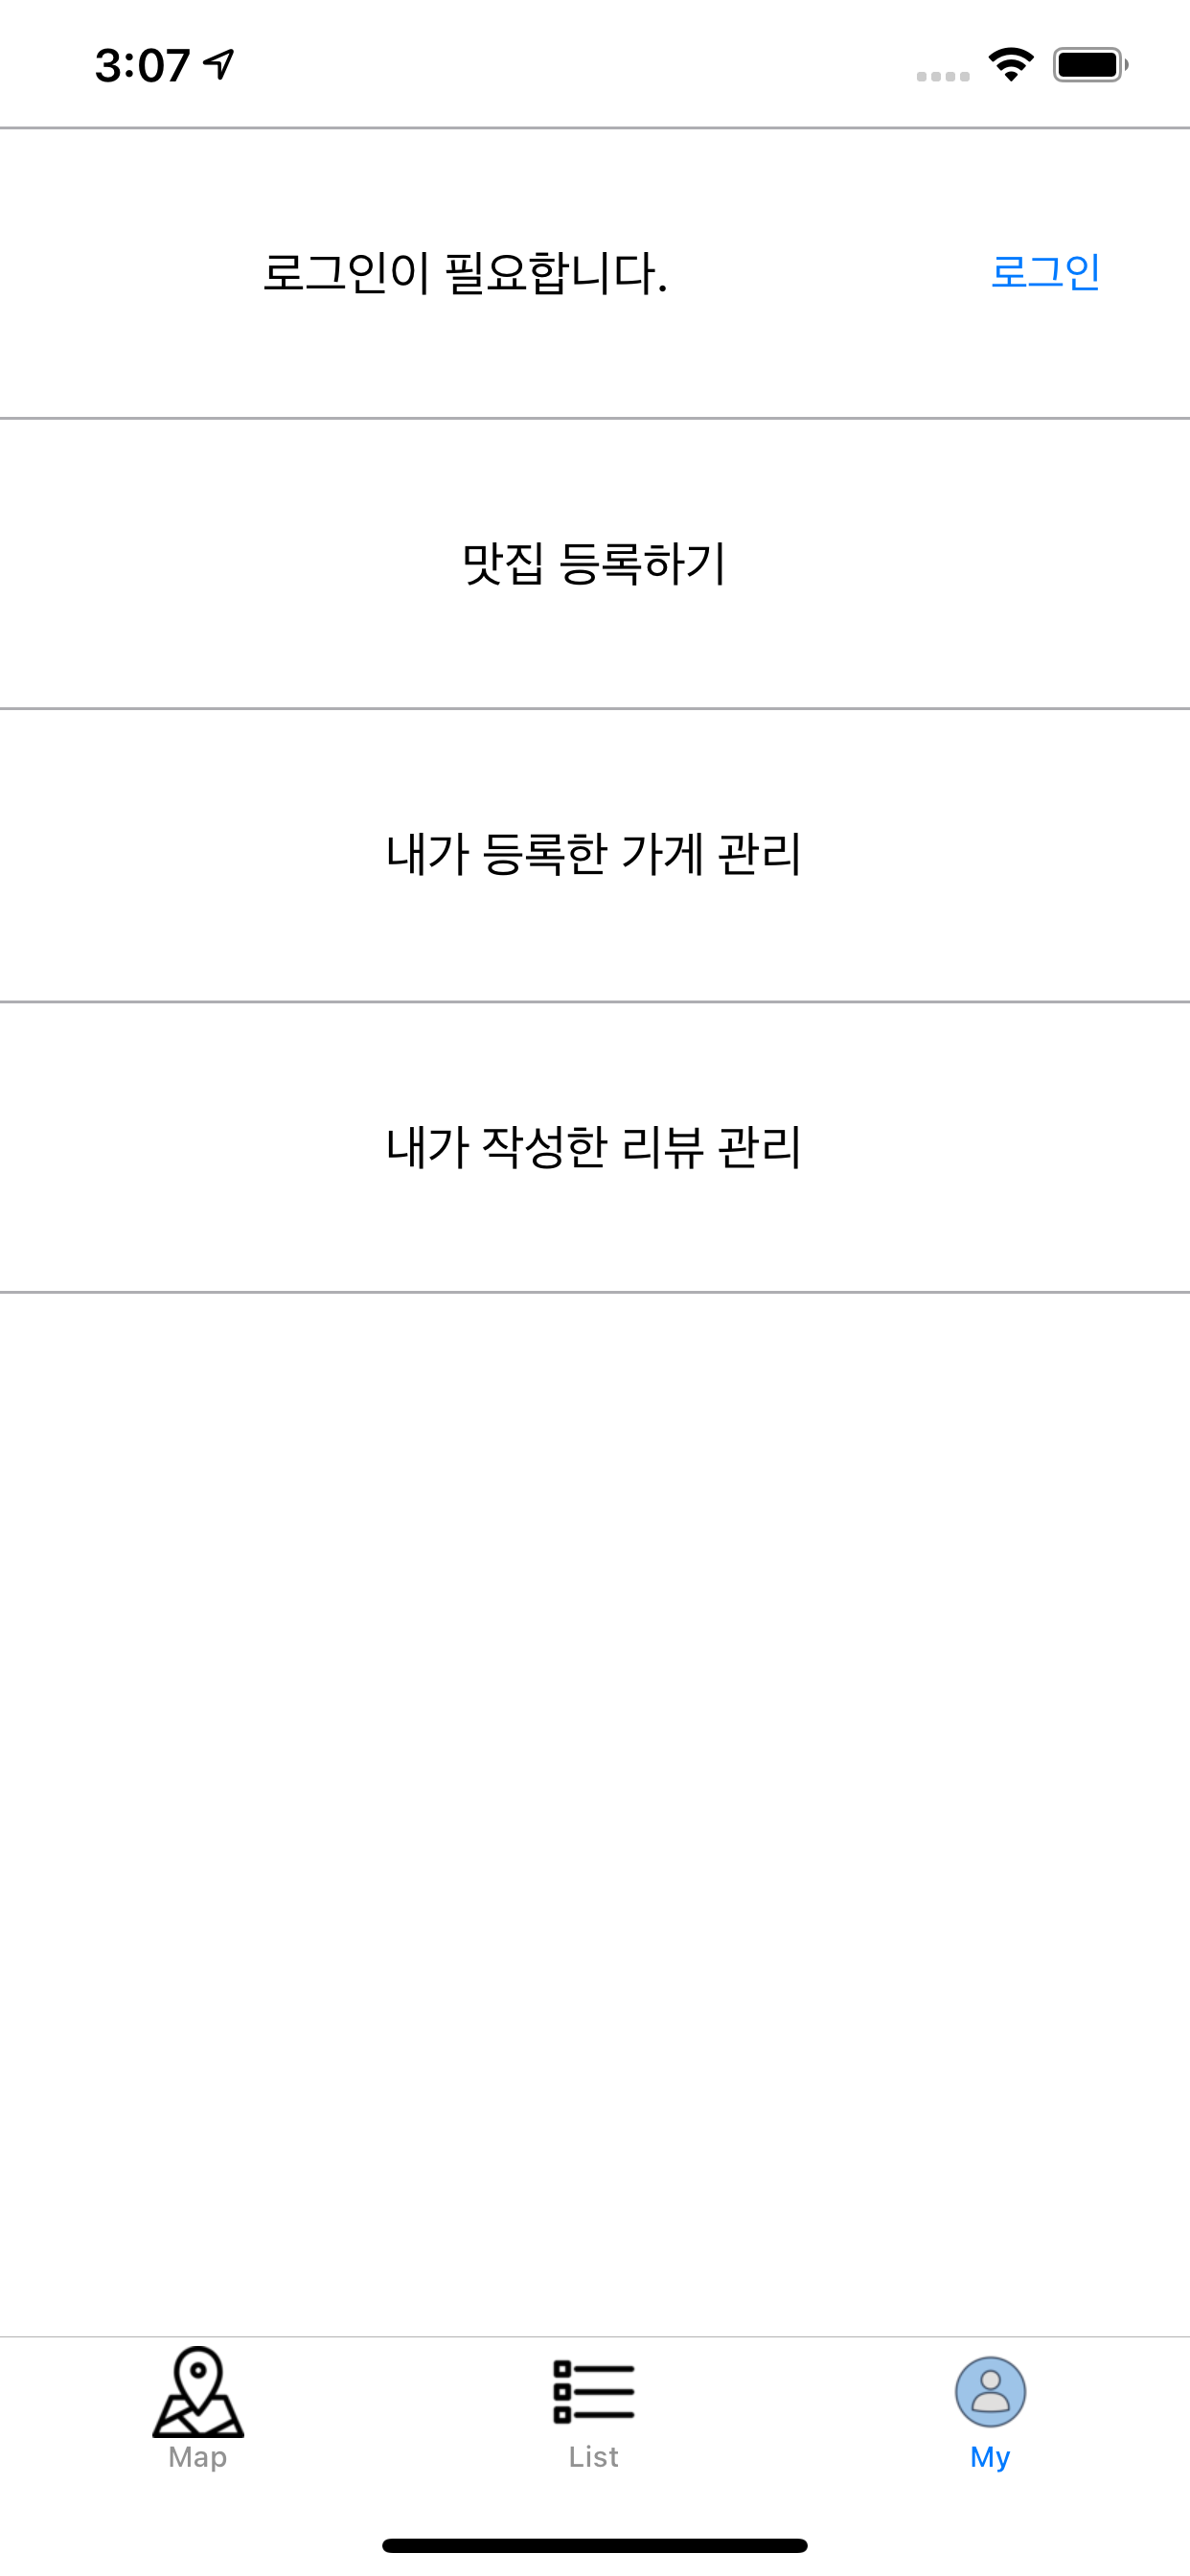 3:07
로그인이 필요합니다.
로그인
맛집 등록하기
내가 등록한 가게 관리
내가 작성한 리뷰 관리
Map
List
My